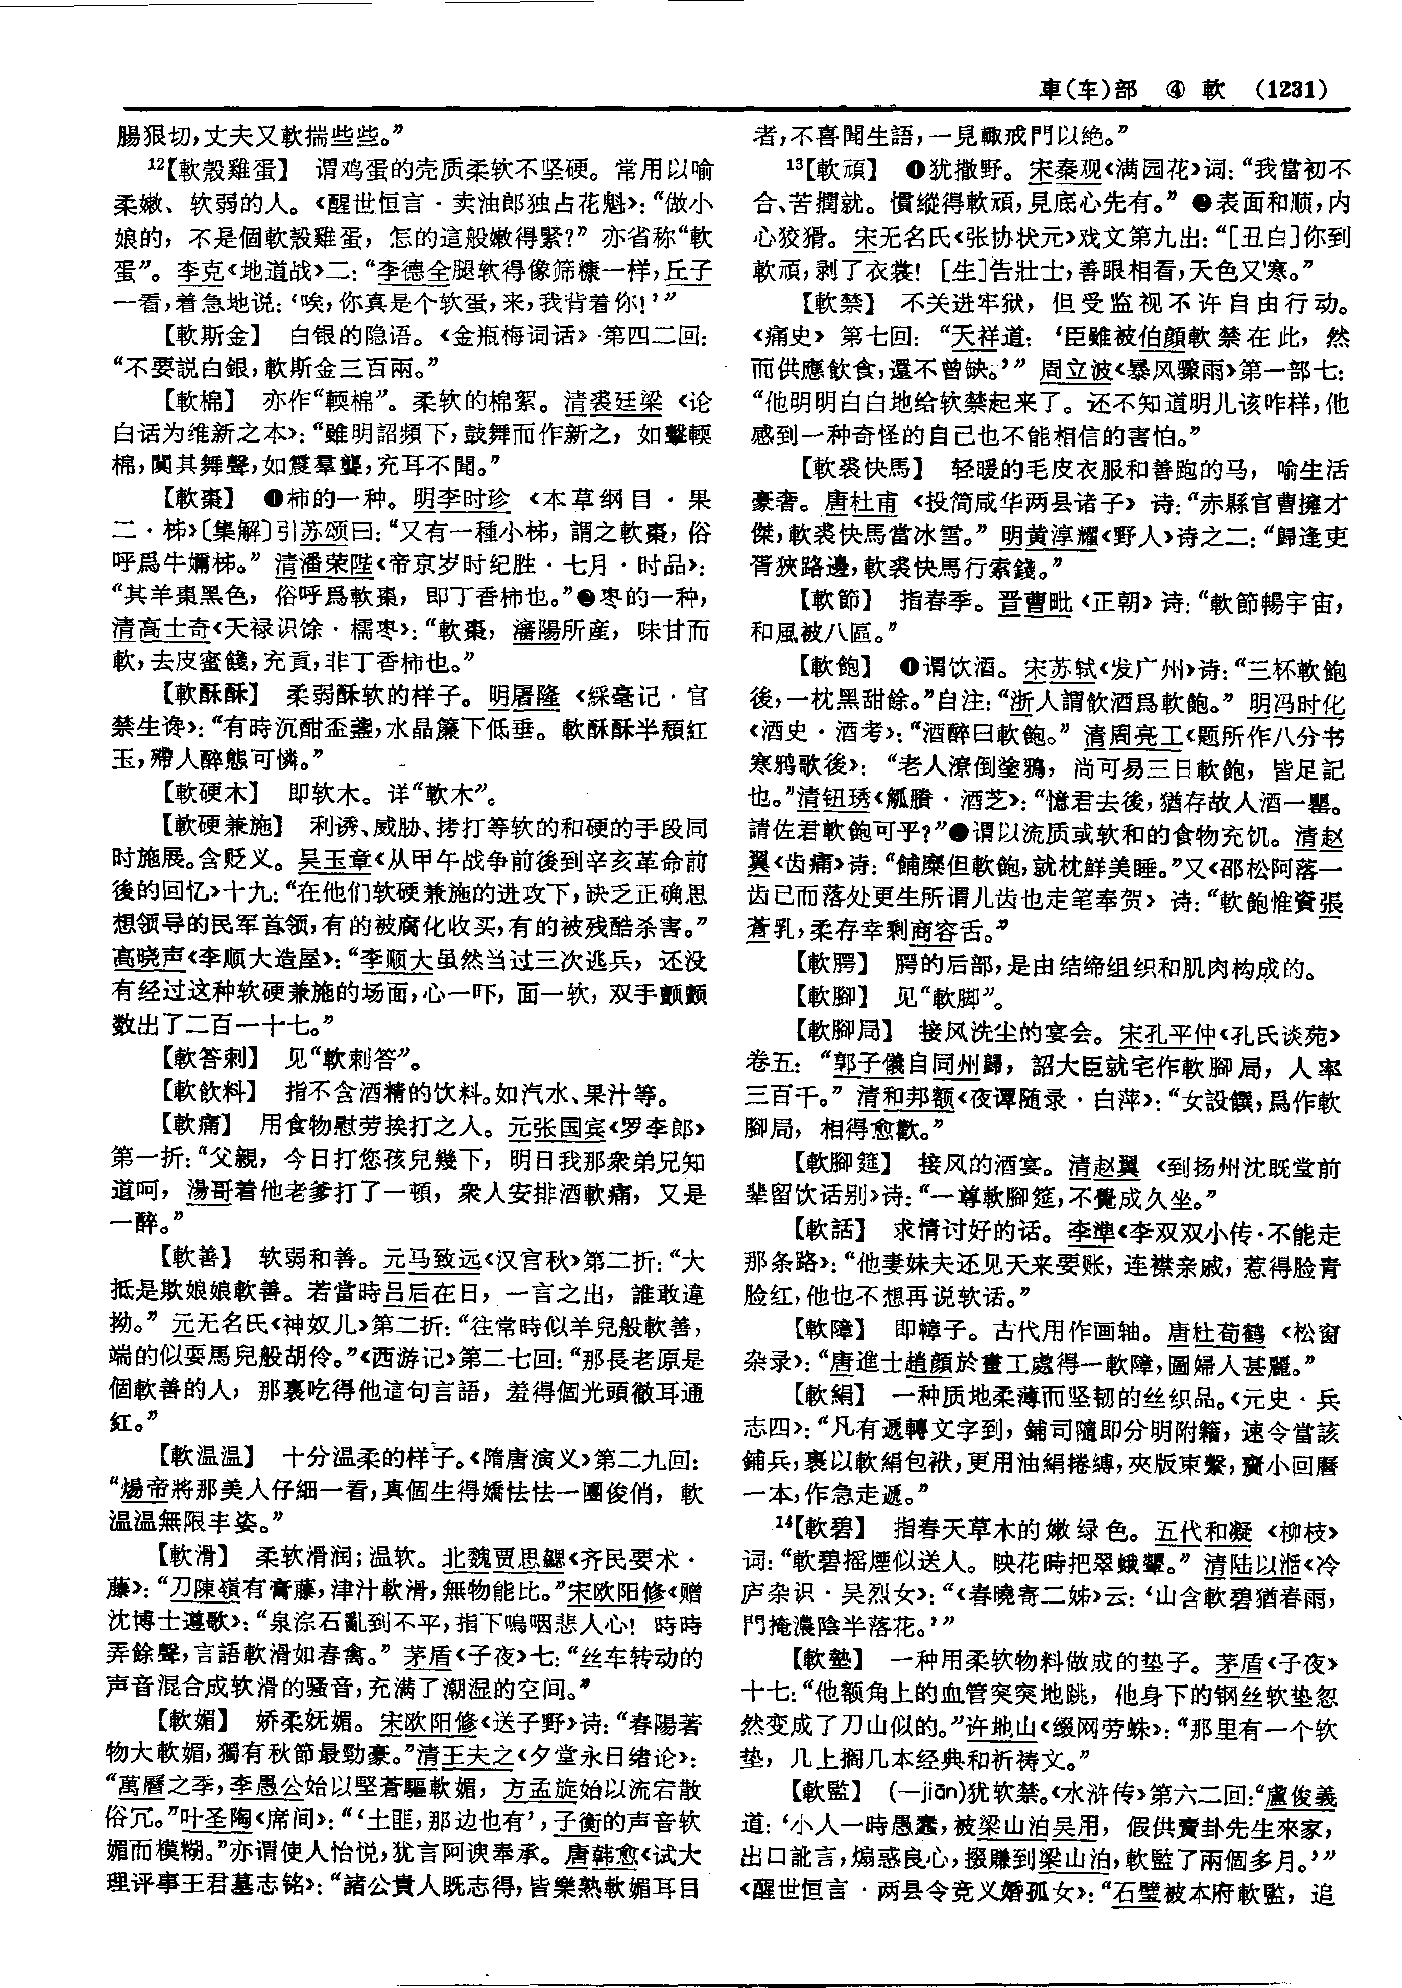 車(车)部　④　軟　(1231)
腸狠切,丈夫又軟揣些些。”
12【軟殼雞蛋】　谓鸡蛋的壳质柔软不坚硬。常用以喻
柔嫩、软弱的人。《醒世恒言·卖油郎独占花魁》:“做小
娘的，不是個軟殼雞蛋，怎的這般嫩得緊?”亦省称“軟
蛋”。李克《地道战》二:“李德全腿软得像筛糠一样,丘子
一看,着急地说:‘唉,你真是个软蛋,来,我背着你!’”
【軟斯金】　白银的隐语。《金瓶梅词话》第四二回:
“不要説白銀,軟斯金三百兩。”
【軟棉】　亦作“輭棉”。柔软的棉絮。清裘廷梁《论
白话为维新之本》:“雖明詔頻下,鼓舞而作新之，如擊輭
棉,闃其舞聲,如震羣聾,充耳不聞。”
【軟棗】　❶柿的一种。明李时珍《本草纲目·果
二·柹》〔集解〕引苏颂曰:“又有一種小柹，謂之軟棗，俗
呼爲牛嬭柹。”清潘荣陛《帝京岁时纪胜·七月·时品》:
“其羊棗黑色，俗呼爲軟棗，即丁香柿也。”❷枣的一种，
清高士奇《天禄识馀·檽枣》:“軟棗，瀋陽所産，味甘而
軟,去皮蜜餞,充貢,非丁香柿也。”
【軟酥酥】　柔弱酥软的样子。明屠隆《綵毫记·官
禁生谗》:“有時沉酣盃盞,水晶簾下低垂。軟酥酥半頹紅
玉,殢人醉態可憐。”
【軟硬木】　即软木。详“軟木”。
【軟硬兼施】　利诱、威胁、拷打等软的和硬的手段同
时施展。含贬义。吴玉章《从甲午战争前後到辛亥革命前
後的回忆》十九:“在他们软硬兼施的进攻下,缺乏正确思
想领导的民军首领,有的被腐化收买,有的被残酷杀害。”
高晓声《李顺大造屋》:“李顺大虽然当过三次逃兵，还没
有经过这种软硬兼施的场面,心一吓，面一软，双手颤颤
数出了二百一十七。”
【軟答剌】　见“軟剌答”。
【軟飲料】　指不含酒精的饮料。如汽水、果汁等。
【軟痛】　用食物慰劳挨打之人。元张国宾《罗李郎》
第一折:“父親，今日打您孩兒幾下，明日我那衆弟兄知
道呵，湯哥着他老爹打了一頓，衆人安排酒軟痛，又是
一醉。”
【軟善】　软弱和善。元马致远《汉宫秋》第二折:“大
抵是欺娘娘軟善。若當時吕后在日，一言之出，誰敢違
拗。”元无名氏《神奴儿》第二折:“往常時似羊兒般軟善，
端的似耍馬兒般胡伶。”《西游记》第二七回:“那長老原是
個軟善的人，那裏吃得他這句言語，羞得個光頭徹耳通
紅。”
【軟温温】　十分温柔的样子。《隋唐演义》第二九回:
“煬帝將那美人仔細一看,真個生得嬌怯怯一團俊俏，軟
温温無限丰姿。”
【軟滑】　柔软滑润;温软。北魏贾思勰《齐民要术·
藤》:“刀陳嶺有膏藤,津汁軟滑,無物能比。”宋欧阳修《赠
沈博士遵歌》:“泉淙石亂到不平,指下嗚咽悲人心! 時時
弄餘聲,言語軟滑如春禽。”茅盾《子夜》七:“丝车转动的
声音混合成软滑的骚音,充满了潮湿的空间。”
【軟媚】　娇柔妩媚。宋欧阳修《送子野》诗:“春陽著
物大軟媚,獨有秋節最勁豪。”清王夫之《夕堂永日绪论》:
“萬曆之季,李愚公始以堅蒼驅軟媚，方孟旋始以流宕散
俗冗。”叶圣陶《席间》:“‘土匪,那边也有’,子衡的声音软
媚而模糊。”亦谓使人怡悦,犹言阿谀奉承。唐韩愈《试大
理评事王君墓志铭》:“諸公貴人既志得,皆樂熟軟媚耳目
者,不喜聞生語,一見輒戒門以絶。”
13【軟頑】　❶犹撒野。宋秦观《满园花》词:“我當初不
合、苦撋就。慣縱得軟頑,見底心先有。”❷表面和顺,内
心狡猾。宋无名氏《张协状元》戏文第九出:“[丑白]你到
軟頑,剥了衣裳! [生]告壯士,善眼相看,天色又寒。”
【軟禁】　不关进牢狱，但受监视不许自由行动。
《痛史》第七回:“天祥道:‘臣雖被伯顔軟禁在此，然
而供應飲食,還不曾缺。’”周立波《暴风骤雨》第一部七:
“他明明白白地给软禁起来了。还不知道明儿该咋样,他
感到一种奇怪的自己也不能相信的害怕。”
【軟裘快馬】　轻暖的毛皮衣服和善跑的马，喻生活
豪奢。唐杜甫《投简咸华两县诸子》诗:“赤縣官曹擁才
傑,軟裘快馬當冰雪。”明黄淳耀《野人》诗之二:“歸逢吏
胥狹路邊,軟裘快馬行索錢。”
【軟節】　指春季。晋曹毗《正朝》诗:“軟節暢宇宙，
和風被八區。”
【軟飽】　❶谓饮酒。宋苏轼《发广州》诗:“三杯軟飽
後,一枕黑甜餘。”自注:“浙人謂飲酒爲軟飽。”明冯时化
《酒史·酒考》:“酒醉曰軟飽。”清周亮工《题所作八分书
寒鸦歌後》:“老人潦倒塗鴉，尚可易三日軟飽，皆足記
也。”清钮琇《觚賸·酒芝》:“憶君去後,猶存故人酒一罌。
請佐君軟飽可乎?”❷谓以流质或软和的食物充饥。清赵
翼《齿痛》诗:“餔糜但軟飽,就枕鮮美睡。”又《邵松阿落一
齿已而落处更生所谓儿齿也走笔奉贺》诗:“軟飽惟資張
蒼乳,柔存幸剩商容舌。”
【軟腭】　腭的后部,是由结缔组织和肌肉构成的。
【軟腳】　见“軟脚”。
【軟腳局】　接风洗尘的宴会。宋孔平仲《孔氏谈苑》
卷五:“郭子儀自同州歸，詔大臣就宅作軟腳局，人率
三百千。”清和邦额《夜谭随录·白萍》:“女設饌,爲作軟
腳局，相得愈歡。”
【軟腳筵】　接风的酒宴。清赵翼《到扬州沈既堂前
辈留饮话别》诗:“一尊軟腳筵,不覺成久坐。”
【軟話】　求情讨好的话。李準《李双双小传·不能走
那条路》:“他妻妹夫还见天来要账，连襟亲戚，惹得脸青
脸红,他也不想再说软话。”
【軟障】　即幛子。古代用作画轴。唐杜荀鹤《松窗
杂录》:“唐進士趙顔於畫工處得一軟障,圖婦人甚麗。”
【軟絹】　一种质地柔薄而坚韧的丝织品。《元史·兵
志四》:“凡有遞轉文字到，鋪司隨即分明附籍，速令當該
鋪兵,裹以軟絹包袱,更用油絹捲縛,夾版束繫,齎小回曆
一本,作急走遞。”
14【軟碧】　指春天草木的嫩绿色。五代和凝《柳枝》
词:“軟碧摇煙似送人。映花時把翠蛾顰。”清陆以湉《冷
庐杂识·吴烈女》:“《春曉寄二姊》云:‘山含軟碧猶春雨,
門掩濃陰半落花。’”
【軟墊】　一种用柔软物料做成的垫子。茅盾《子夜》
十七:“他额角上的血管突突地跳，他身下的钢丝软垫忽
然变成了刀山似的。”许地山《缀网劳蛛》:“那里有一个软
垫，几上搁几本经典和祈祷文。”
【軟監】　(—jiān)犹软禁。《水浒传》第六二回:“盧俊義
道:‘小人一時愚蠢,被梁山泊吴用，假供賣卦先生來家，
出口訛言,煽惑良心,掇賺到梁山泊,軟監了兩個多月。’”
《醒世恒言·两县令竞义婚孤女》:“石璧被本府軟監，追